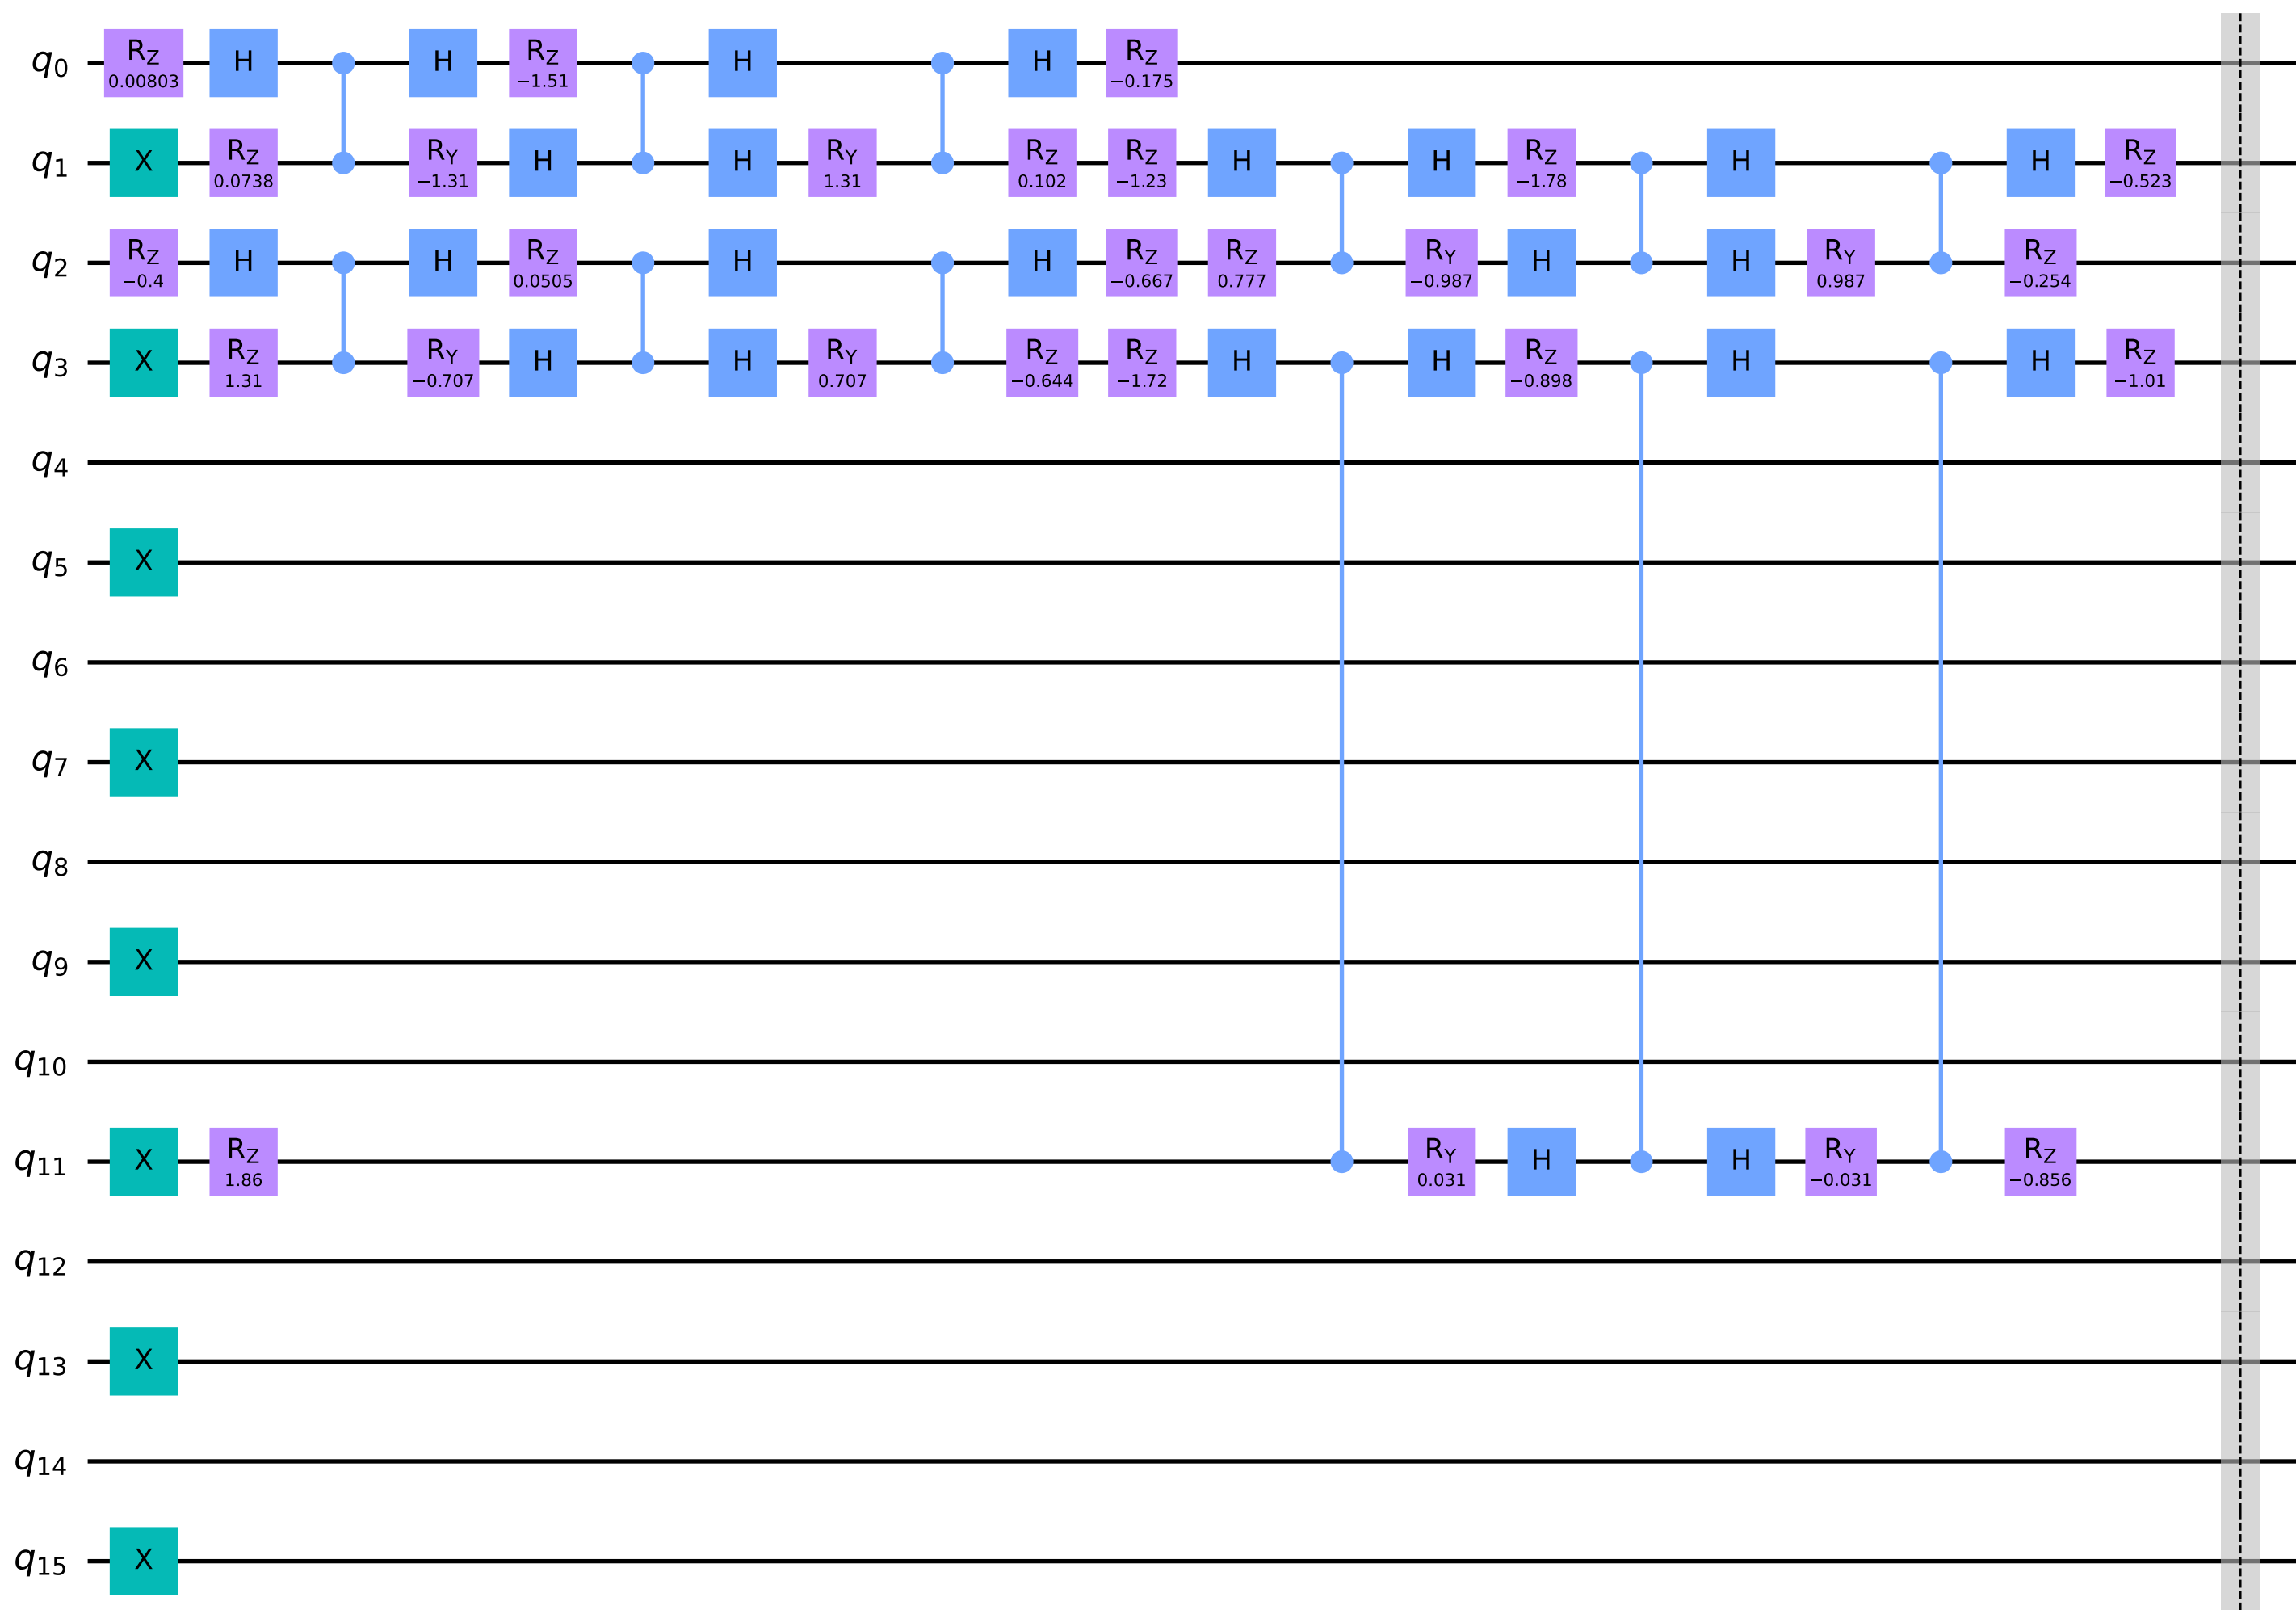 q0 RZ 0.00803 H H RZ −1.51 H H RZ −0.175
q1 X RZ 0.0738 RY −1.31 H H RY 1.31 RZ 0.102 RZ −1.23 H H RZ −1.78 H H RZ −0.523
q2 RZ −0.4 H H RZ 0.0505 H H RZ −0.667 RZ 0.777 RY −0.987 H H RY 0.987 RZ −0.254
q3 X RZ 1.31 RY −0.707 H H RY 0.707 RZ −0.644 RZ −1.72 H H RZ −0.898 H H RZ −1.01
q4
q5 X
q6
q7 X
q8
q9 X
q10
q11 X RZ 1.86 RY 0.031 H H RY −0.031 RZ −0.856
q12
q13 X
q14
q15 X